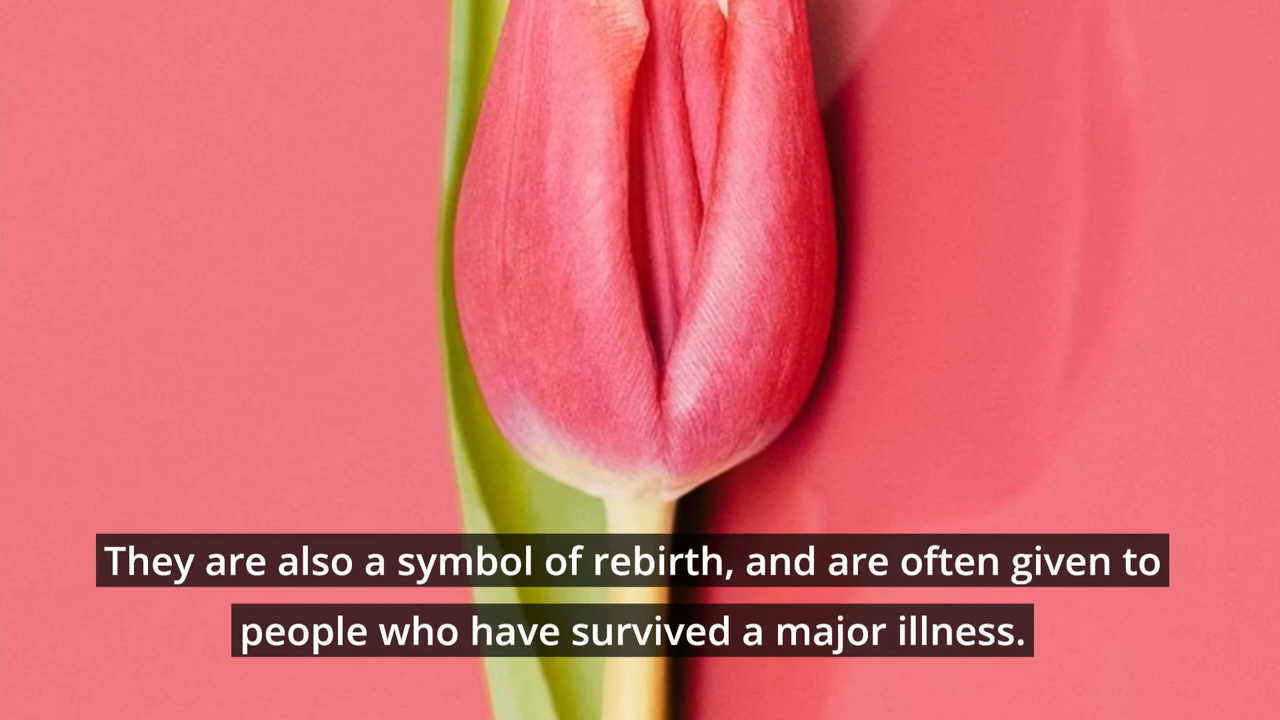 They are also a symbol of rebirth, and are often given to
people who have survived a major illness.